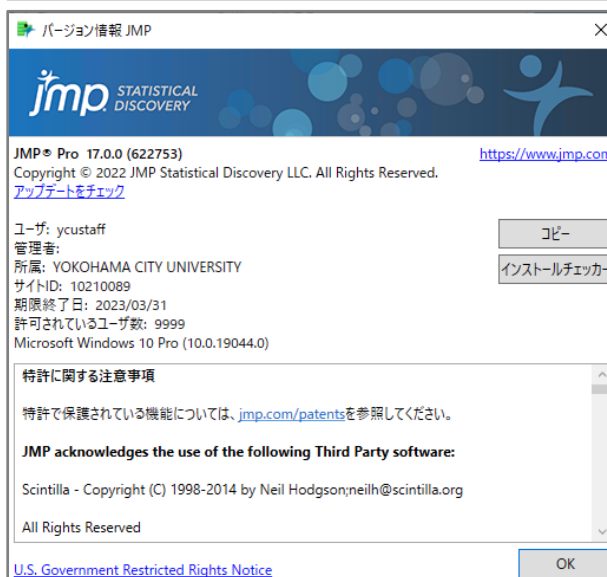 バージョン情報 JMP
jmp STATISTICAL DISCOVERY
JMP® Pro 17.0.0 (622753)
https://www.jmp.com
Copyright © 2022 JMP Statistical Discovery LLC. All Rights Reserved.
アップデートをチェック
ユーザ: ycustaff
コピー
管理者:
所属: YOKOHAMA CITY UNIVERSITY
インストールチェッカー
サイトID: 10210089
期限終了日: 2023/03/31
許可されているユーザ数: 9999
Microsoft Windows 10 Pro (10.0.19044.0)
特許に関する注意事項
特許で保護されている機能については、jmp.com/patentsを参照してください。
JMP acknowledges the use of the following Third Party software:
Scintilla - Copyright (C) 1998-2014 by Neil Hodgson;neilh@scintilla.org
All Rights Reserved
U.S. Government Restricted Rights Notice
OK